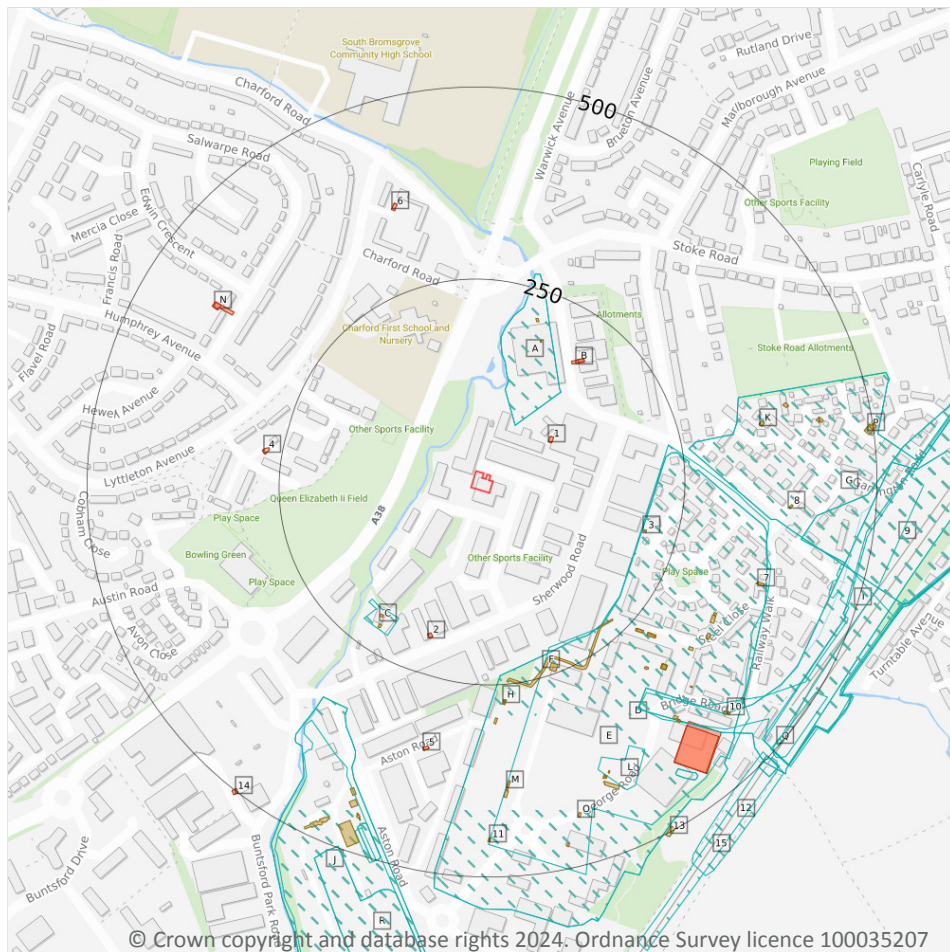 South Bromsgrove
Community High School
Rutland Drive
Marlborough Avenue
Charford Road
500
Warwick Avenue
Brueton Avenue
Salwarpe Road
Playing Field
Carlyle Road
Edwin Crescent
6
Other Sports Facility
Mercia Close
Francis Road
Stoke Road
Charford Road
250
N
Allotments
Humphrey Avenue
Charford First School and
Nursery
A
B
Stoke Road Allotments
Flavel Road
Hewey Avenue
K
P
Other Sports Facility
1
4
Lyttleton Avenue
G
Queen Elizabeth Ii Field
8
A38
Play Space
3
9
Cobnam Close
Bowling Green
Other Sports Facility
Play Space
Play Space
Sherwood Road
7
I
Austin Road
C
Steel Close
Avon Close
2
Railway Walk
Turntable Avenue
F
H
Bridge Road
10
D
Aston Road
5
E
Q
L
14
M
George Road
O
12
11
13
15
Buntsford Drive
Buntsford Park Road
J
Aston Road
R
© Crown copyright and database rights 2024. Ordnance Survey licence 100035207